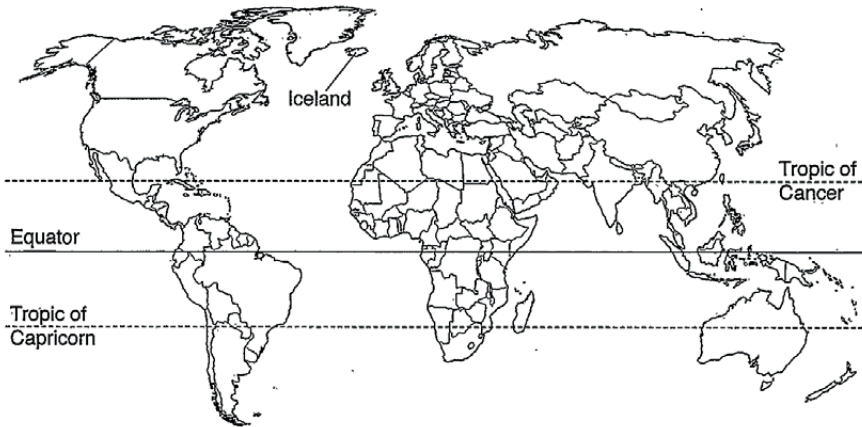 Iceland
Tropic of
Cancer
Equator
Tropic of
Capricorn